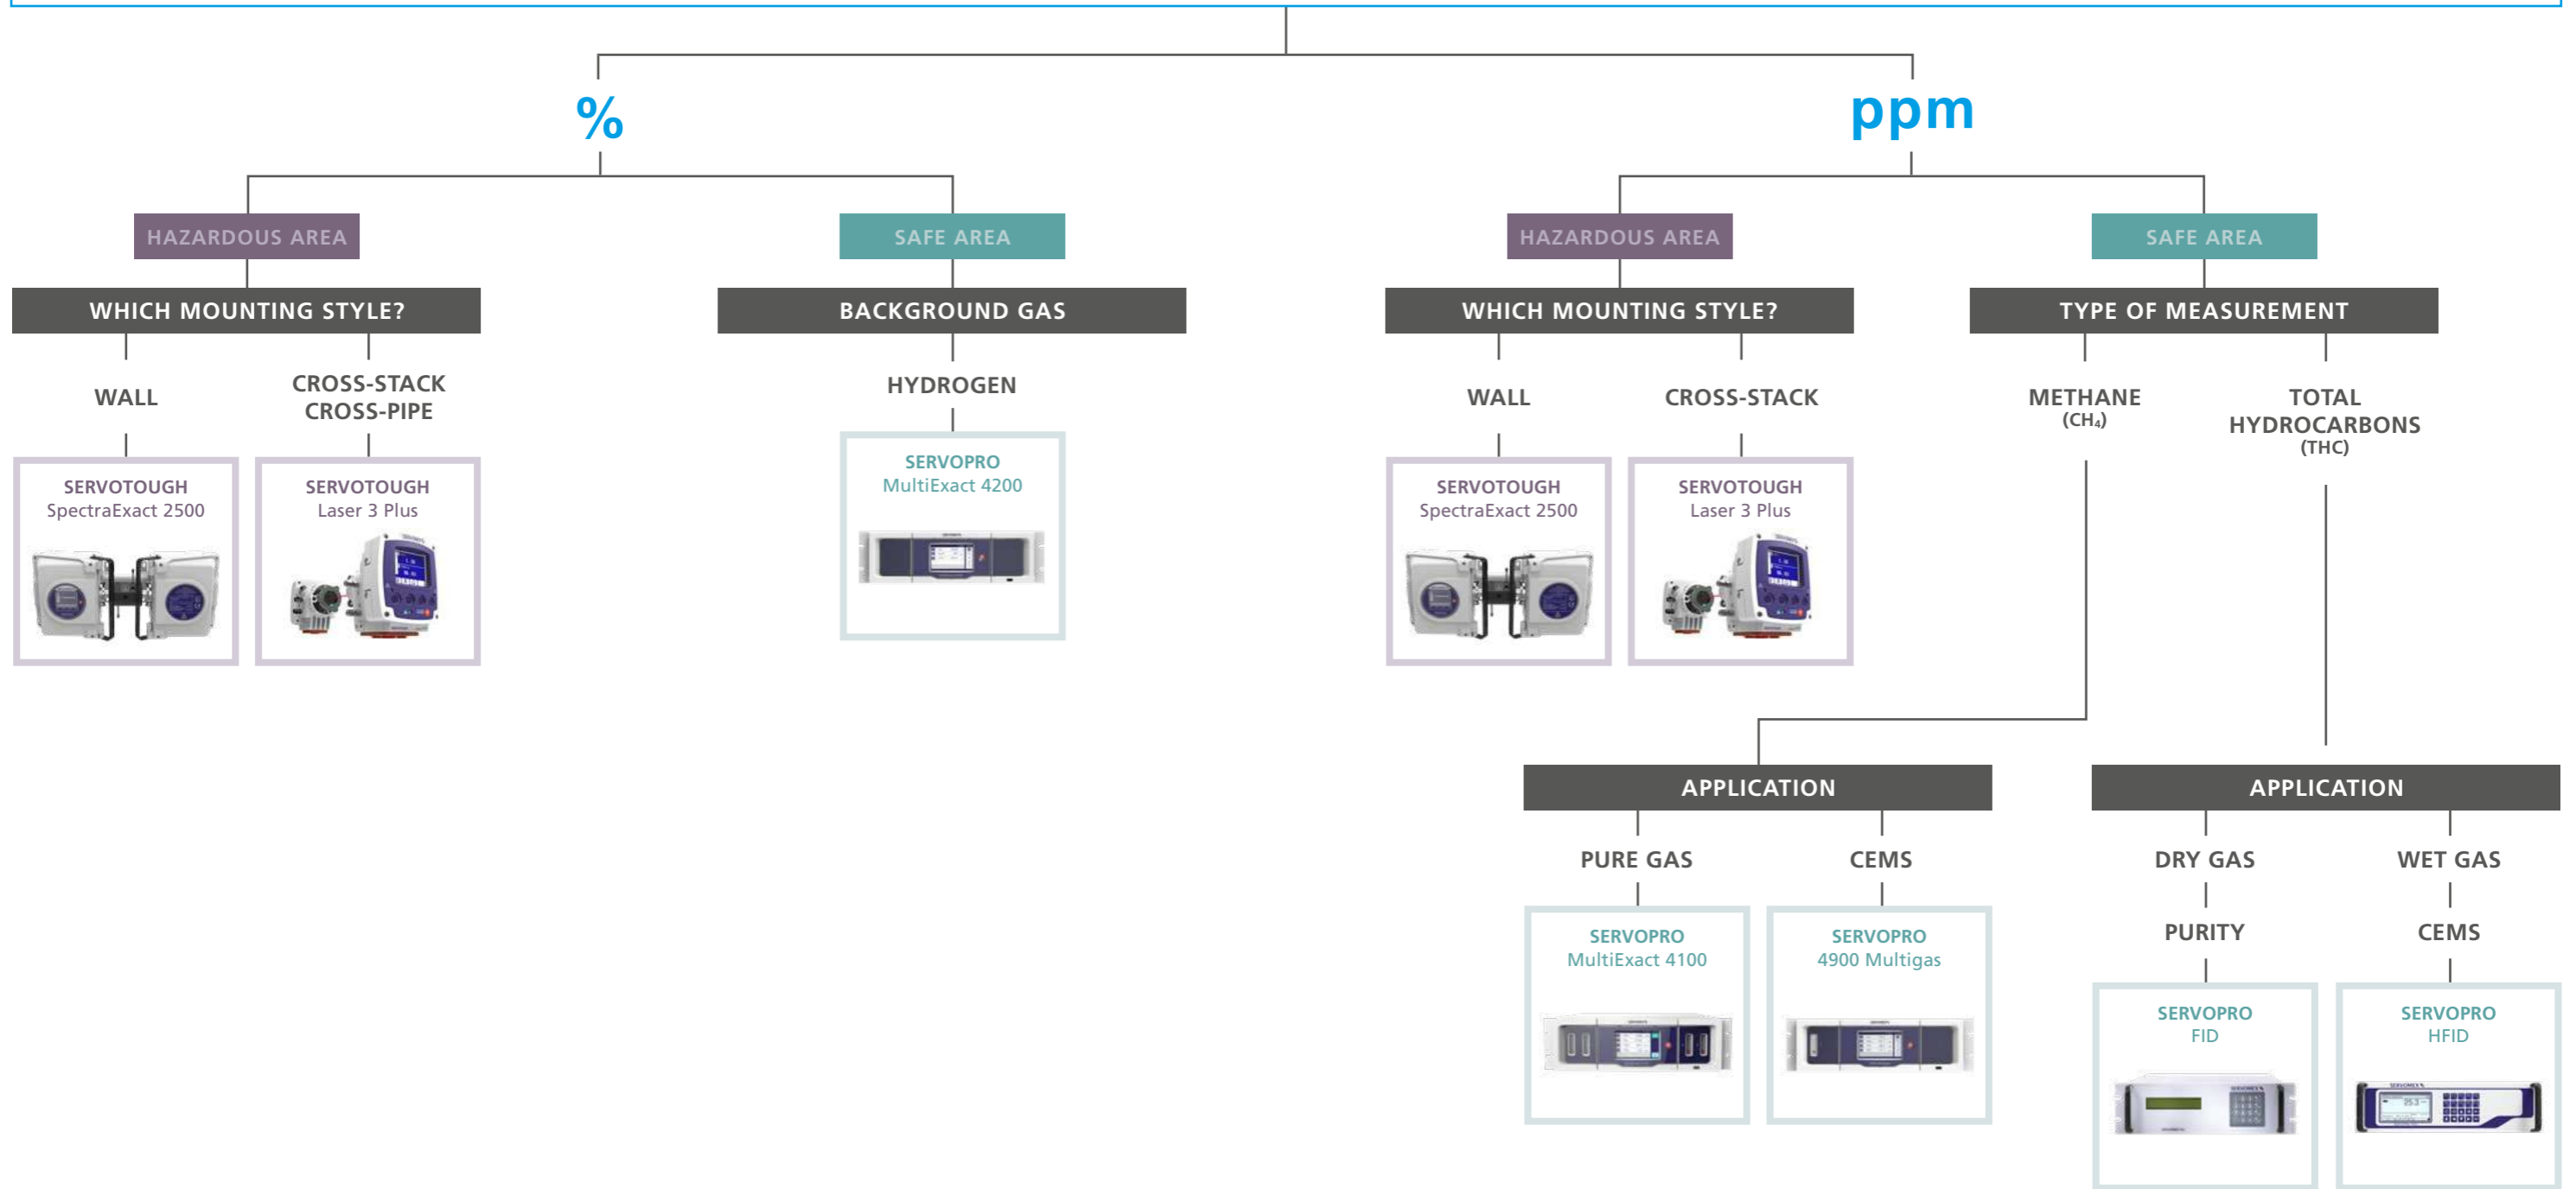 %
ppm
HAZARDOUS AREA
SAFE AREA
HAZARDOUS AREA
SAFE AREA
WHICH MOUNTING STYLE?
BACKGROUND GAS
WHICH MOUNTING STYLE?
TYPE OF MEASUREMENT
WALL
CROSS-STACK
CROSS-PIPE
HYDROGEN
WALL
CROSS-STACK
METHANE
(CH₄)
TOTAL
HYDROCARBONS
(THC)
SERVOTOUGH
SpectraExact 2500
SERVOTOUGH
Laser 3 Plus
SERVOPRO
MultiExact 4200
SERVOTOUGH
SpectraExact 2500
SERVOTOUGH
Laser 3 Plus
APPLICATION
APPLICATION
PURE GAS
CEMS
DRY GAS
WET GAS
PURITY
CEMS
SERVOPRO
MultiExact 4100
SERVOPRO
4900 Multigas
SERVOPRO
FID
SERVOPRO
HFID
SERVOMEX